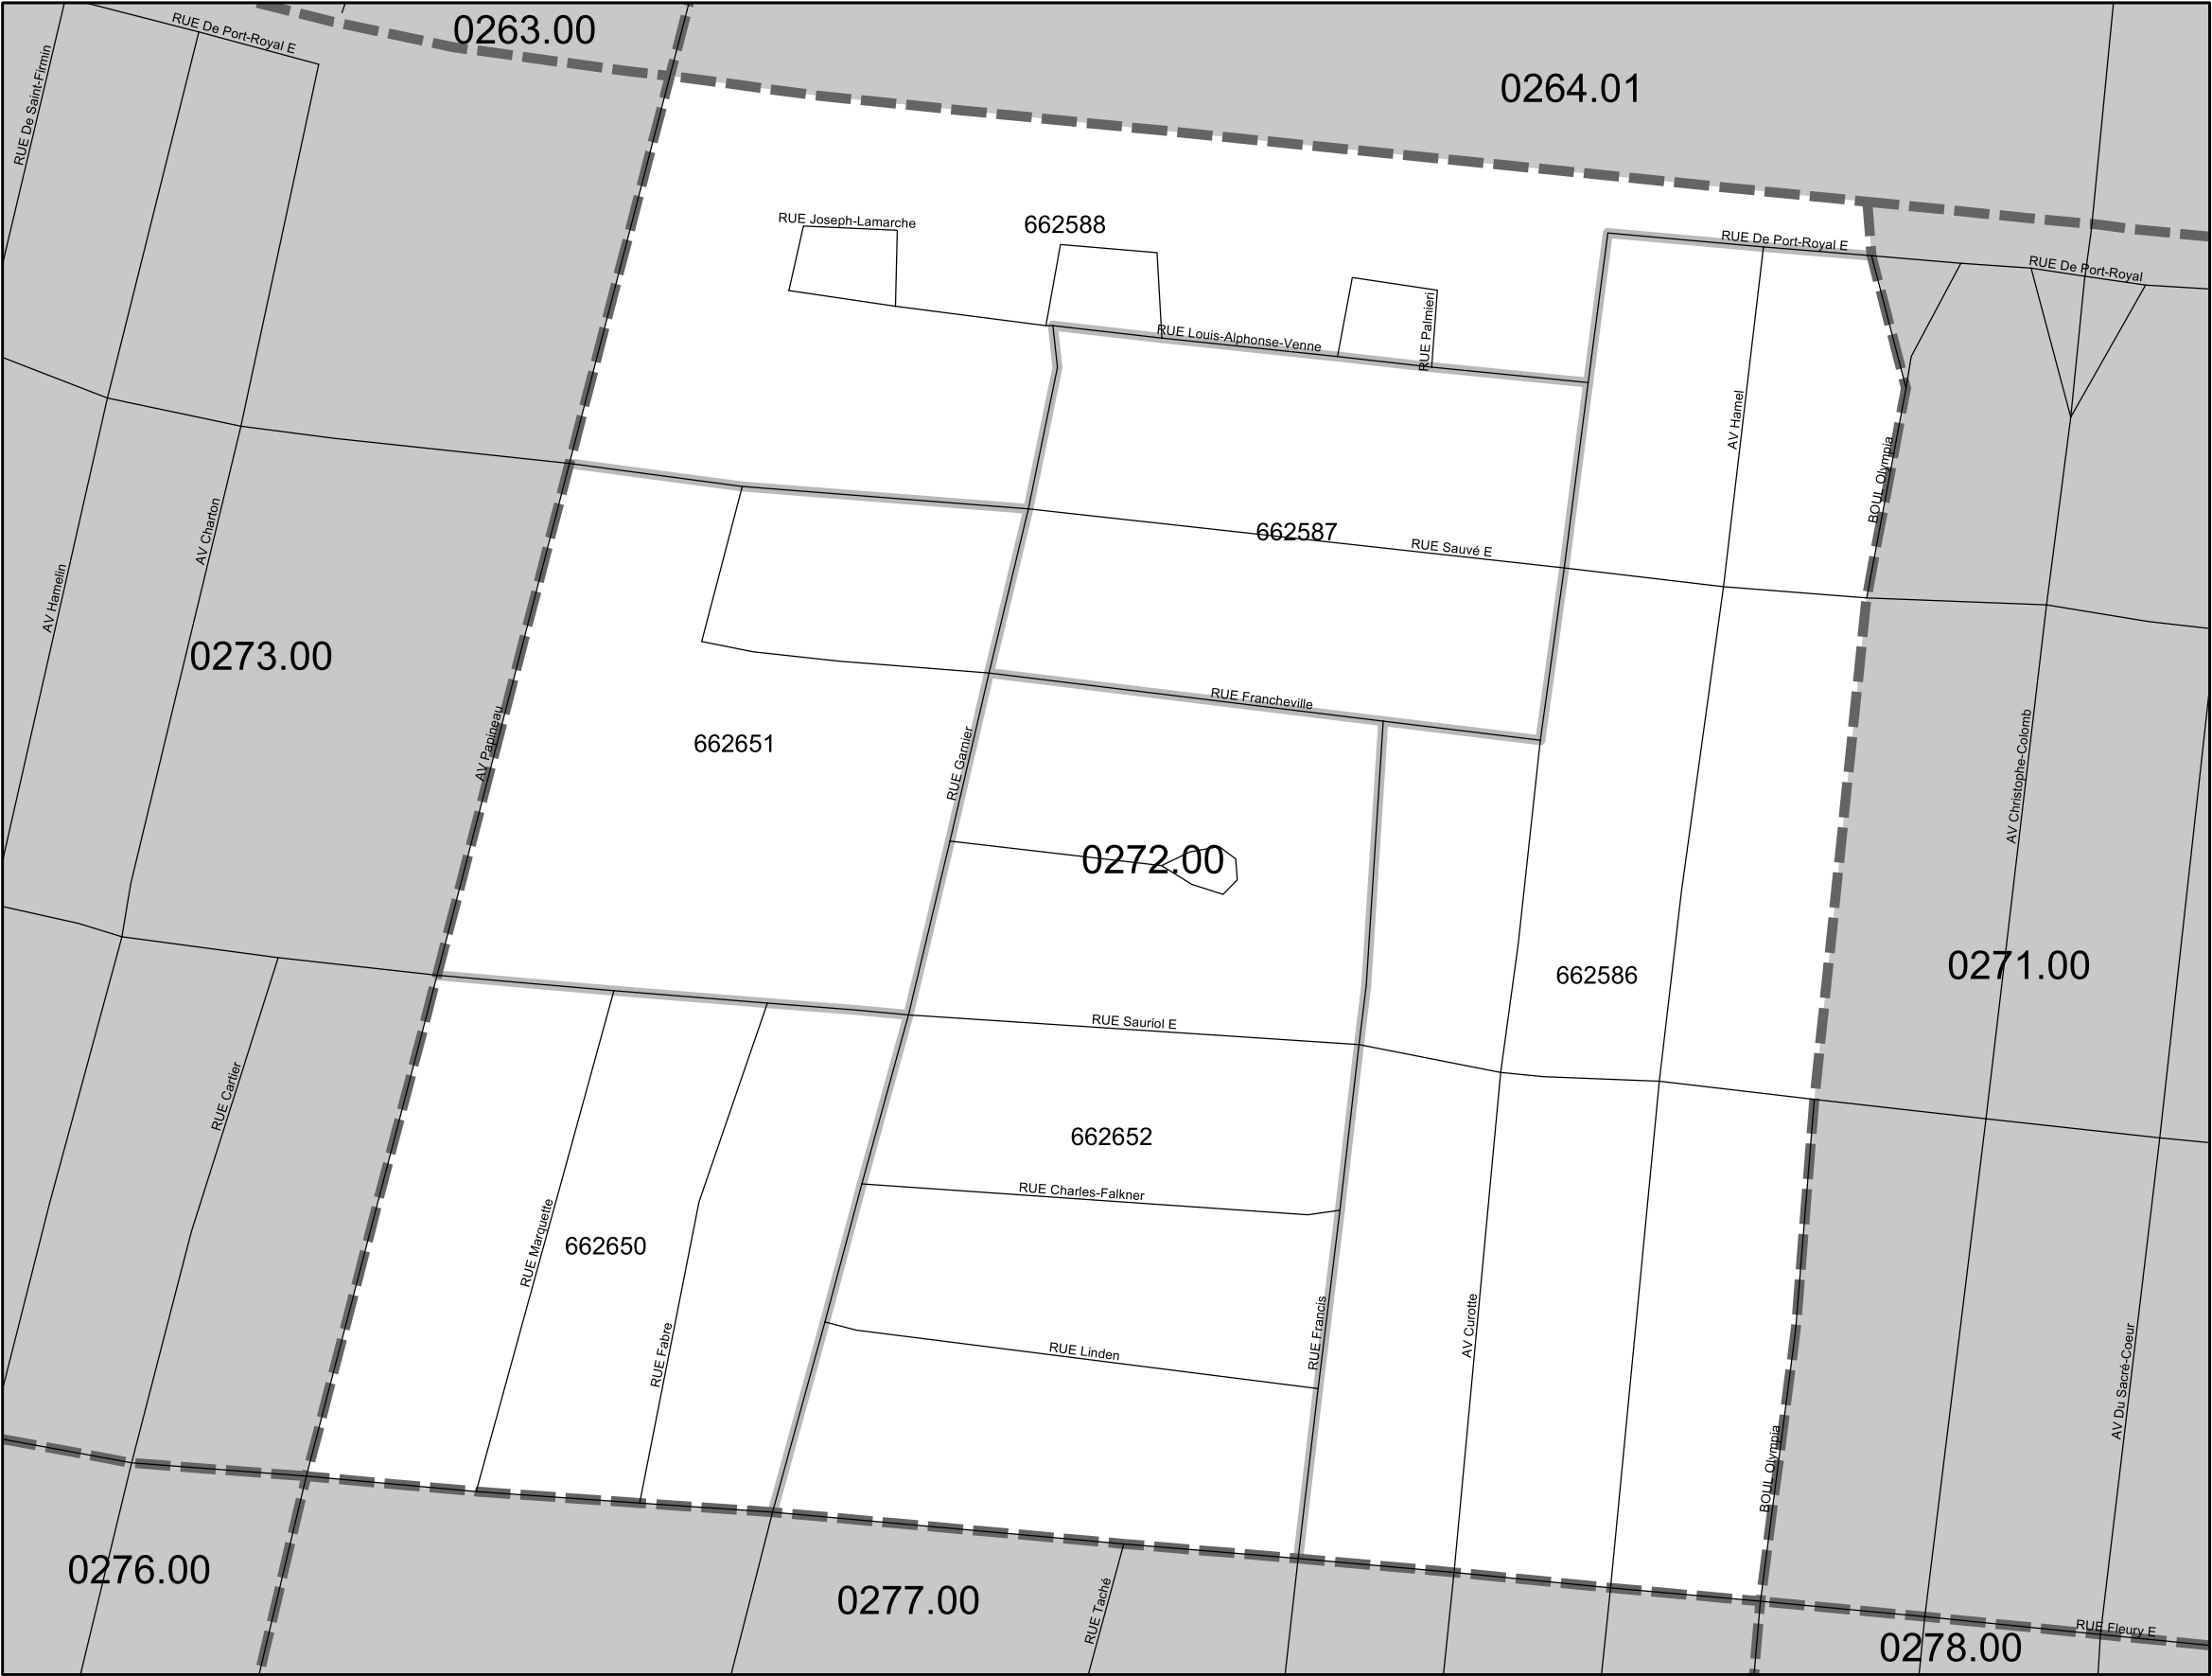 RUE De Port-Royal E
0263.00
RUE De Saint-Firmin
0264.01
RUE Joseph-Lamarche
662588
RUE De Port-Royal E
RUE De Port-Royal
RUE Louis-Alphonse-Venne
RUE Palmieri
AV Hamel
BOUL Olympia
AV Charton
662587
RUE Sauvé E
AV Hamelin
0273.00
RUE Francheville
AV Papineau
662651
RUE Garnier
AV Christophe-Colomb
0272.00
662586
0271.00
RUE Sauriol E
RUE Cartier
662652
RUE Charles-Falkner
RUE Marquette
662650
RUE Fabre
RUE Linden
RUE Francis
AV Curotte
AV Du Sacré-Coeur
BOUL Olympia
0276.00
0277.00
RUE Taché
RUE Fleury E
0278.00